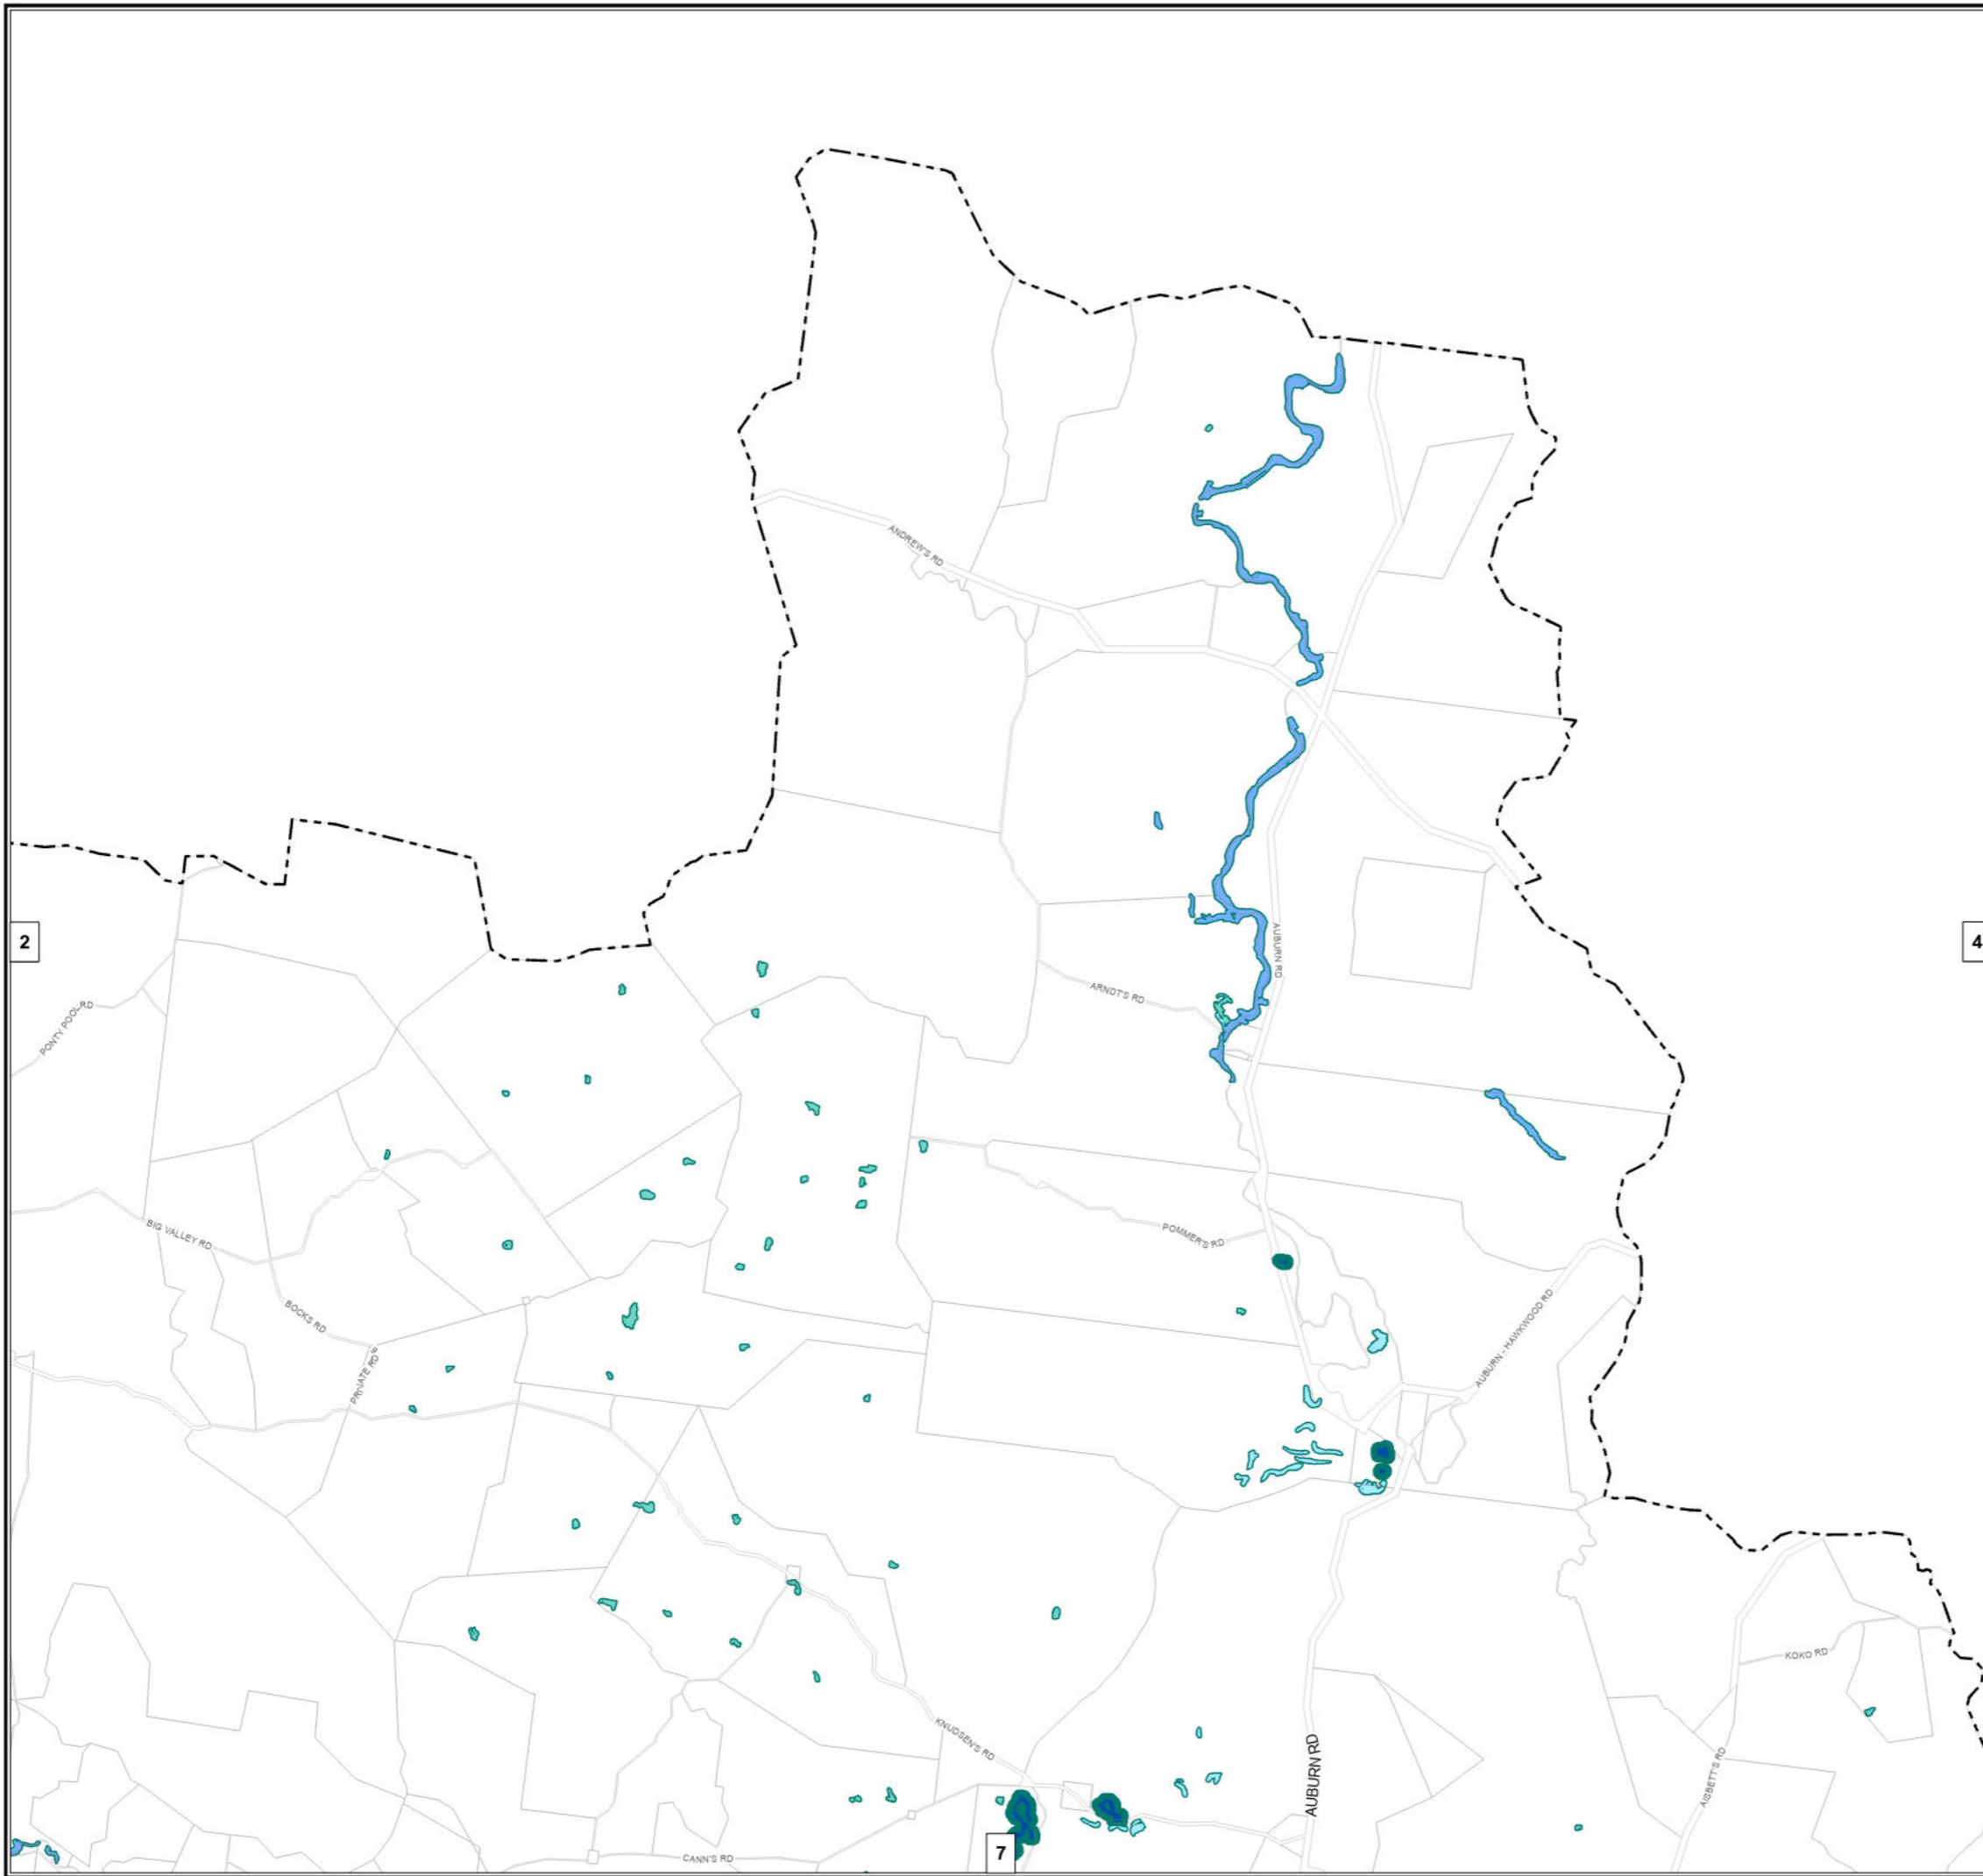 ANDREW'S RD
2
4
AUBURN RD
ARNDT'S RD
PONTY POOL RD
POMMER'S RD
BIG VALLEY RD
BOCKS RD
AUBURN - HAWKWOOD RD
PRIVATE RD
KOKO RD
KNUDSEN'S RD
AUBURN RD
AISBETT'S RD
7
CANN'S RD